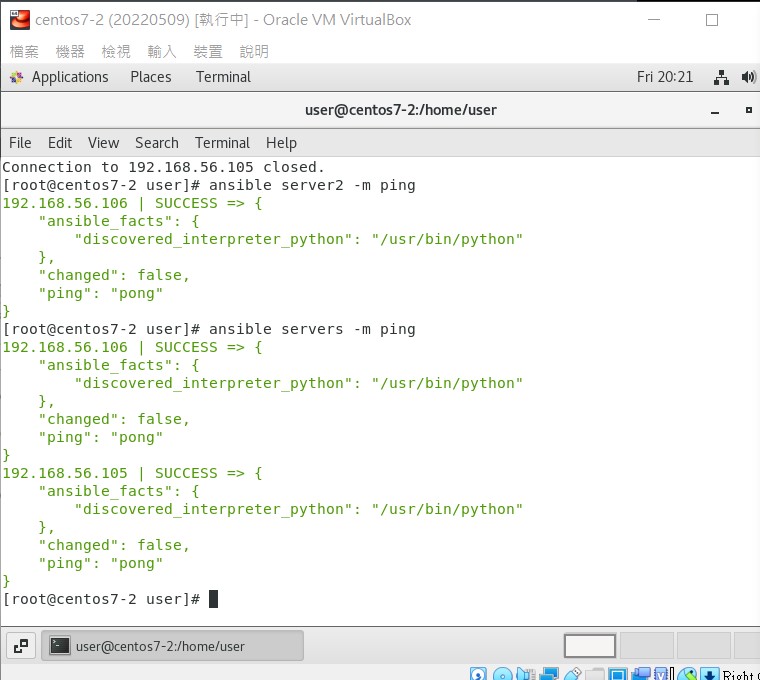 centos7-2 (20220509) [執行中] - Oracle VM VirtualBox
檔案 機器 檢視 輸入 裝置 說明
Applications Places Terminal Fri 20:21
user@centos7-2:/home/user
File Edit View Search Terminal Help
Connection to 192.168.56.105 closed.
[root@centos7-2 user]# ansible server2 -m ping
192.168.56.106 | SUCCESS => {
    "ansible_facts": {
        "discovered_interpreter_python": "/usr/bin/python"
    },
    "changed": false,
    "ping": "pong"
}
[root@centos7-2 user]# ansible servers -m ping
192.168.56.106 | SUCCESS => {
    "ansible_facts": {
        "discovered_interpreter_python": "/usr/bin/python"
    },
    "changed": false,
    "ping": "pong"
}
192.168.56.105 | SUCCESS => {
    "ansible_facts": {
        "discovered_interpreter_python": "/usr/bin/python"
    },
    "changed": false,
    "ping": "pong"
}
[root@centos7-2 user]#
user@centos7-2:/home/user
Right